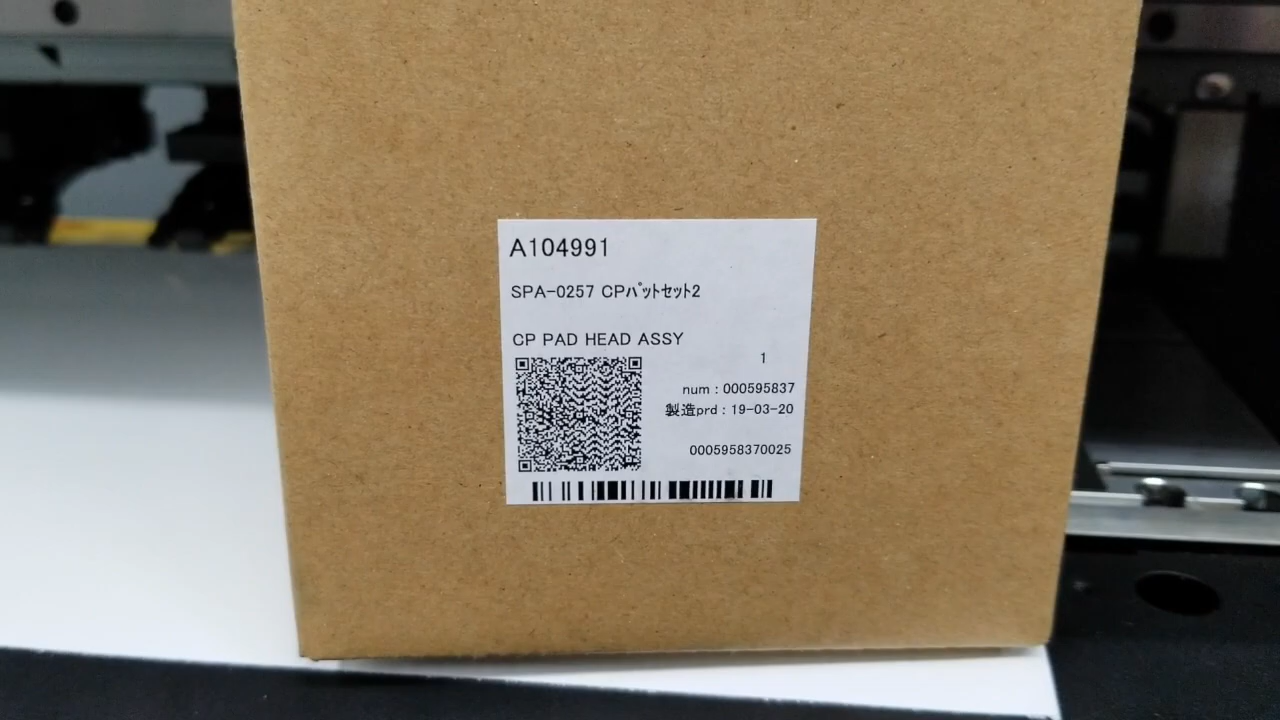 A104991
SPA-0257 CPﾊﾟｯﾄｾｯﾄ2
CP PAD HEAD ASSY
1
num : 000595837
製造prd : 19-03-20
0005958370025